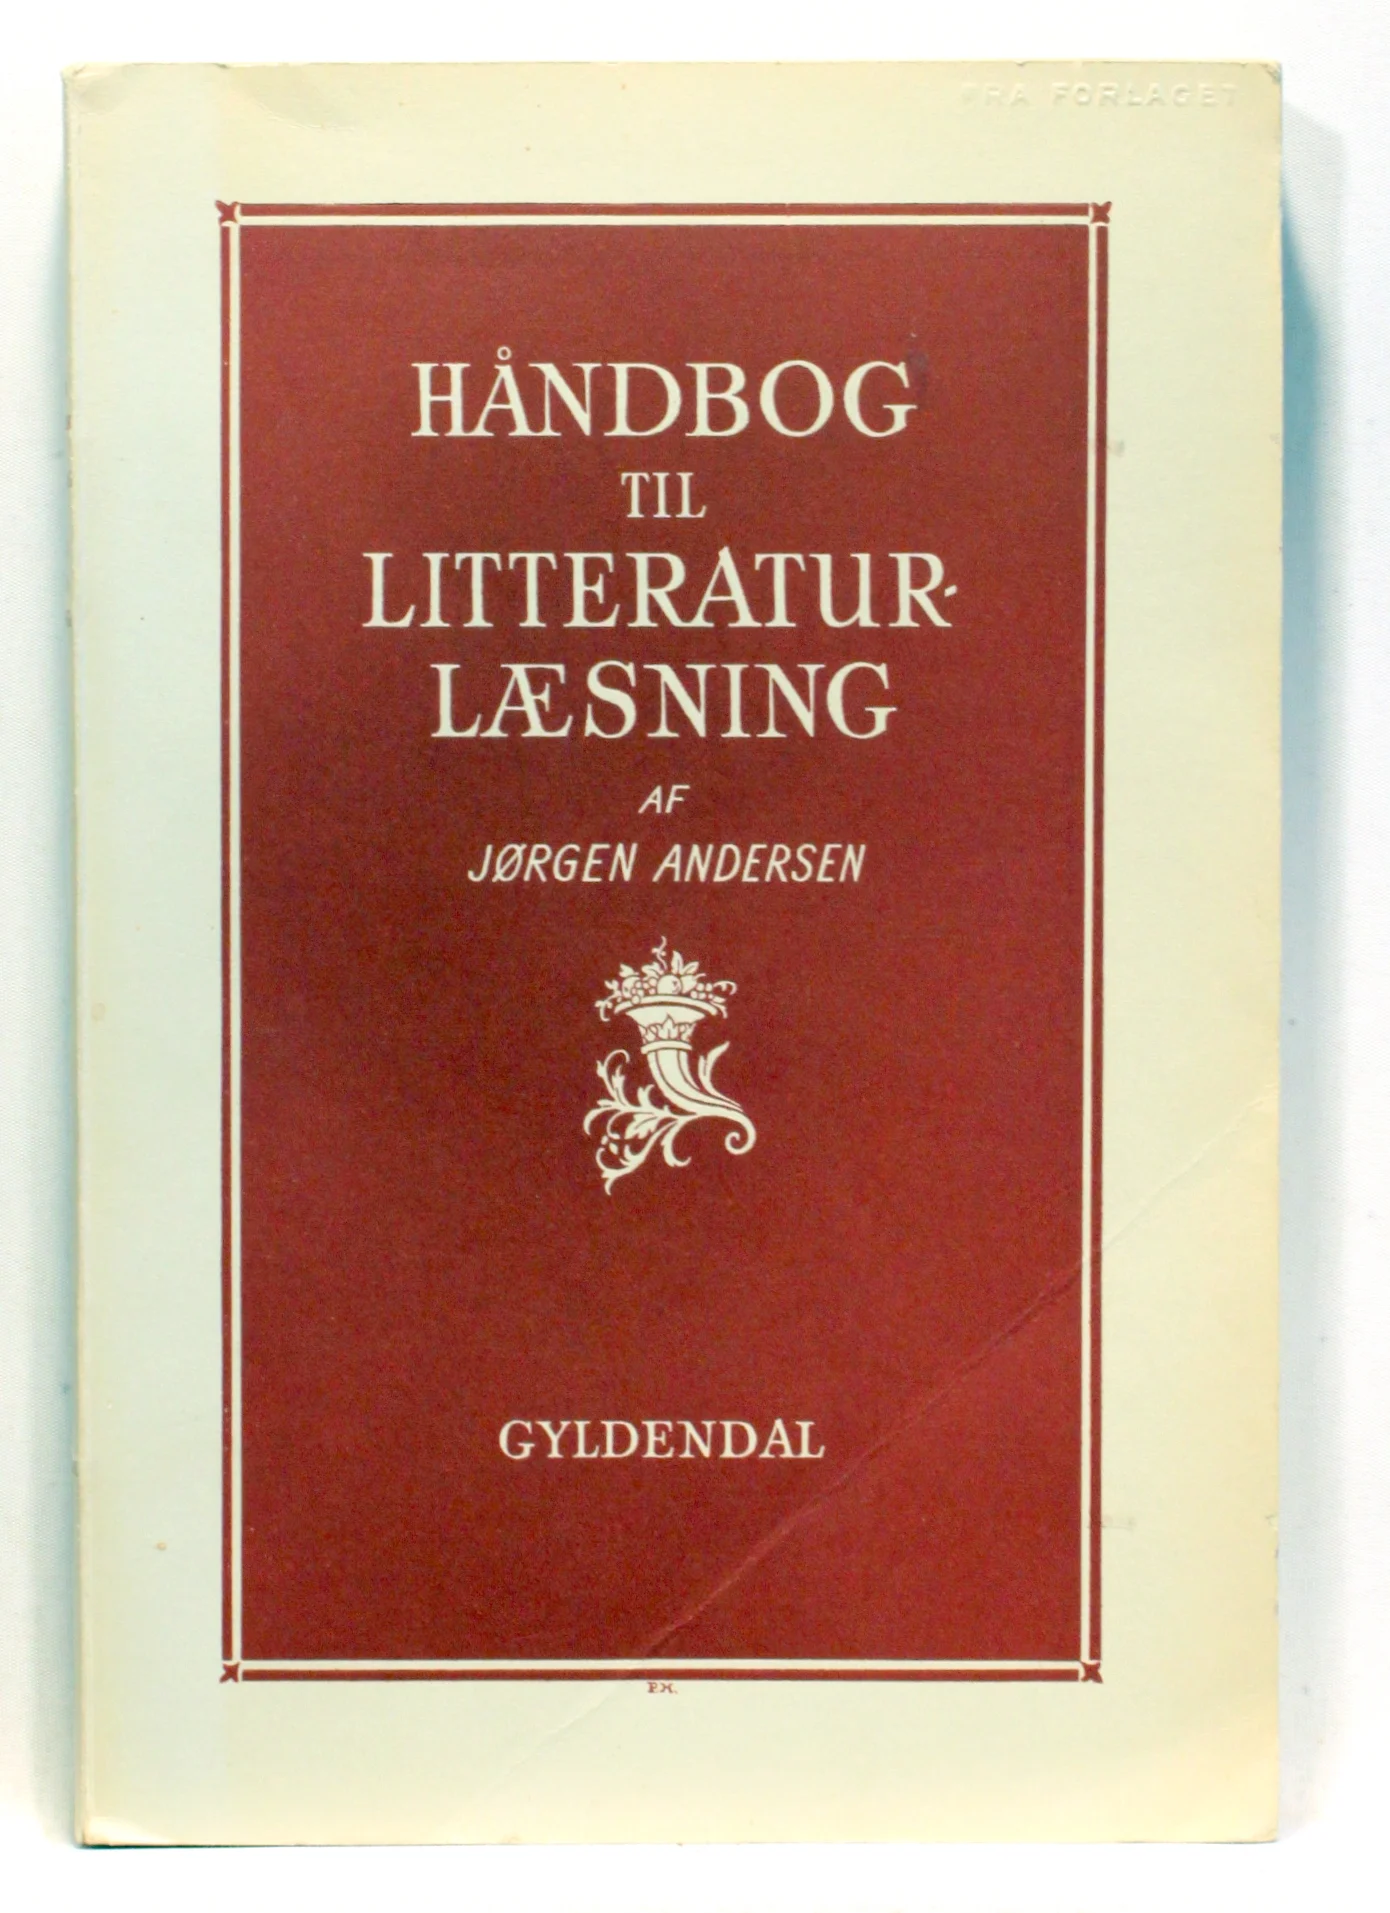 FRA FORLAGET
HÅNDBOG
TIL
LITTERATUR-
LÆSNING
AF
JØRGEN ANDERSEN
GYLDENDAL
P.H.